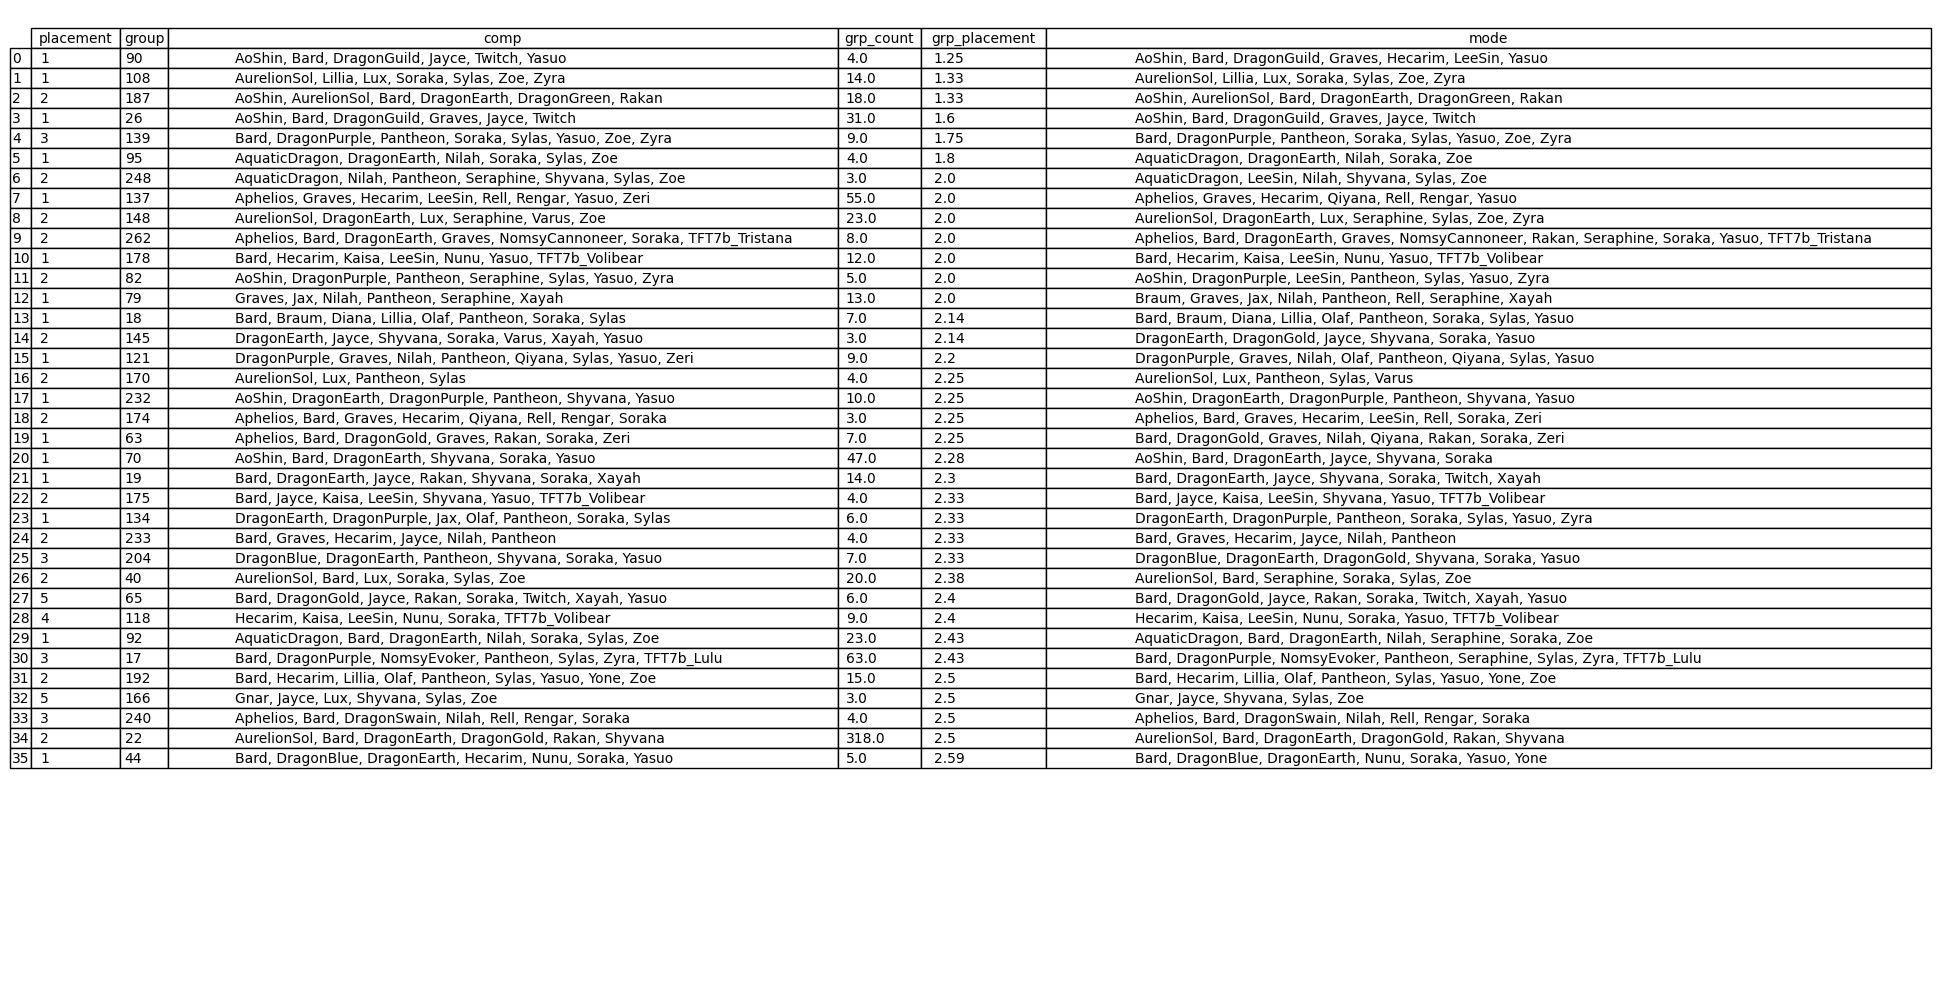 placement group comp grp_count grp_placement mode
0 1 90 AoShin, Bard, DragonGuild, Jayce, Twitch, Yasuo 4.0 1.25 AoShin, Bard, DragonGuild, Graves, Hecarim, LeeSin, Yasuo
1 1 108 AurelionSol, Lillia, Lux, Soraka, Sylas, Zoe, Zyra 14.0 1.33 AurelionSol, Lillia, Lux, Soraka, Sylas, Zoe, Zyra
2 2 187 AoShin, AurelionSol, Bard, DragonEarth, DragonGreen, Rakan 18.0 1.33 AoShin, AurelionSol, Bard, DragonEarth, DragonGreen, Rakan
3 1 26 AoShin, Bard, DragonGuild, Graves, Jayce, Twitch 31.0 1.6 AoShin, Bard, DragonGuild, Graves, Jayce, Twitch
4 3 139 Bard, DragonPurple, Pantheon, Soraka, Sylas, Yasuo, Zoe, Zyra 9.0 1.75 Bard, DragonPurple, Pantheon, Soraka, Sylas, Yasuo, Zoe, Zyra
5 1 95 AquaticDragon, DragonEarth, Nilah, Soraka, Sylas, Zoe 4.0 1.8 AquaticDragon, DragonEarth, Nilah, Soraka, Zoe
6 2 248 AquaticDragon, Nilah, Pantheon, Seraphine, Shyvana, Sylas, Zoe 3.0 2.0 AquaticDragon, LeeSin, Nilah, Shyvana, Sylas, Zoe
7 1 137 Aphelios, Graves, Hecarim, LeeSin, Rell, Rengar, Yasuo, Zeri 55.0 2.0 Aphelios, Graves, Hecarim, Qiyana, Rell, Rengar, Yasuo
8 2 148 AurelionSol, DragonEarth, Lux, Seraphine, Varus, Zoe 23.0 2.0 AurelionSol, DragonEarth, Lux, Seraphine, Sylas, Zoe, Zyra
9 2 262 Aphelios, Bard, DragonEarth, Graves, NomsyCannoneer, Soraka, TFT7b_Tristana 8.0 2.0 Aphelios, Bard, DragonEarth, Graves, NomsyCannoneer, Rakan, Seraphine, Soraka, Yasuo, TFT7b_Tristana
10 1 178 Bard, Hecarim, Kaisa, LeeSin, Nunu, Yasuo, TFT7b_Volibear 12.0 2.0 Bard, Hecarim, Kaisa, LeeSin, Nunu, Yasuo, TFT7b_Volibear
11 2 82 AoShin, DragonPurple, Pantheon, Seraphine, Sylas, Yasuo, Zyra 5.0 2.0 AoShin, DragonPurple, LeeSin, Pantheon, Sylas, Yasuo, Zyra
12 1 79 Graves, Jax, Nilah, Pantheon, Seraphine, Xayah 13.0 2.0 Braum, Graves, Jax, Nilah, Pantheon, Rell, Seraphine, Xayah
13 1 18 Bard, Braum, Diana, Lillia, Olaf, Pantheon, Soraka, Sylas 7.0 2.14 Bard, Braum, Diana, Lillia, Olaf, Pantheon, Soraka, Sylas, Yasuo
14 2 145 DragonEarth, Jayce, Shyvana, Soraka, Varus, Xayah, Yasuo 3.0 2.14 DragonEarth, DragonGold, Jayce, Shyvana, Soraka, Yasuo
15 1 121 DragonPurple, Graves, Nilah, Pantheon, Qiyana, Sylas, Yasuo, Zeri 9.0 2.2 DragonPurple, Graves, Nilah, Olaf, Pantheon, Qiyana, Sylas, Yasuo
16 2 170 AurelionSol, Lux, Pantheon, Sylas 4.0 2.25 AurelionSol, Lux, Pantheon, Sylas, Varus
17 1 232 AoShin, DragonEarth, DragonPurple, Pantheon, Shyvana, Yasuo 10.0 2.25 AoShin, DragonEarth, DragonPurple, Pantheon, Shyvana, Yasuo
18 2 174 Aphelios, Bard, Graves, Hecarim, Qiyana, Rell, Rengar, Soraka 3.0 2.25 Aphelios, Bard, Graves, Hecarim, LeeSin, Rell, Soraka, Zeri
19 1 63 Aphelios, Bard, DragonGold, Graves, Rakan, Soraka, Zeri 7.0 2.25 Bard, DragonGold, Graves, Nilah, Qiyana, Rakan, Soraka, Zeri
20 1 70 AoShin, Bard, DragonEarth, Shyvana, Soraka, Yasuo 47.0 2.28 AoShin, Bard, DragonEarth, Jayce, Shyvana, Soraka
21 1 19 Bard, DragonEarth, Jayce, Rakan, Shyvana, Soraka, Xayah 14.0 2.3 Bard, DragonEarth, Jayce, Shyvana, Soraka, Twitch, Xayah
22 2 175 Bard, Jayce, Kaisa, LeeSin, Shyvana, Yasuo, TFT7b_Volibear 4.0 2.33 Bard, Jayce, Kaisa, LeeSin, Shyvana, Yasuo, TFT7b_Volibear
23 1 134 DragonEarth, DragonPurple, Jax, Olaf, Pantheon, Soraka, Sylas 6.0 2.33 DragonEarth, DragonPurple, Pantheon, Soraka, Sylas, Yasuo, Zyra
24 2 233 Bard, Graves, Hecarim, Jayce, Nilah, Pantheon 4.0 2.33 Bard, Graves, Hecarim, Jayce, Nilah, Pantheon
25 3 204 DragonBlue, DragonEarth, Pantheon, Shyvana, Soraka, Yasuo 7.0 2.33 DragonBlue, DragonEarth, DragonGold, Shyvana, Soraka, Yasuo
26 2 40 AurelionSol, Bard, Lux, Soraka, Sylas, Zoe 20.0 2.38 AurelionSol, Bard, Seraphine, Soraka, Sylas, Zoe
27 5 65 Bard, DragonGold, Jayce, Rakan, Soraka, Twitch, Xayah, Yasuo 6.0 2.4 Bard, DragonGold, Jayce, Rakan, Soraka, Twitch, Xayah, Yasuo
28 4 118 Hecarim, Kaisa, LeeSin, Nunu, Soraka, TFT7b_Volibear 9.0 2.4 Hecarim, Kaisa, LeeSin, Nunu, Soraka, Yasuo, TFT7b_Volibear
29 1 92 AquaticDragon, Bard, DragonEarth, Nilah, Soraka, Sylas, Zoe 23.0 2.43 AquaticDragon, Bard, DragonEarth, Nilah, Seraphine, Soraka, Zoe
30 3 17 Bard, DragonPurple, NomsyEvoker, Pantheon, Sylas, Zyra, TFT7b_Lulu 63.0 2.43 Bard, DragonPurple, NomsyEvoker, Pantheon, Seraphine, Sylas, Zyra, TFT7b_Lulu
31 2 192 Bard, Hecarim, Lillia, Olaf, Pantheon, Sylas, Yasuo, Yone, Zoe 15.0 2.5 Bard, Hecarim, Lillia, Olaf, Pantheon, Sylas, Yasuo, Yone, Zoe
32 5 166 Gnar, Jayce, Lux, Shyvana, Sylas, Zoe 3.0 2.5 Gnar, Jayce, Shyvana, Sylas, Zoe
33 3 240 Aphelios, Bard, DragonSwain, Nilah, Rell, Rengar, Soraka 4.0 2.5 Aphelios, Bard, DragonSwain, Nilah, Rell, Rengar, Soraka
34 2 22 AurelionSol, Bard, DragonEarth, DragonGold, Rakan, Shyvana 318.0 2.5 AurelionSol, Bard, DragonEarth, DragonGold, Rakan, Shyvana
35 1 44 Bard, DragonBlue, DragonEarth, Hecarim, Nunu, Soraka, Yasuo 5.0 2.59 Bard, DragonBlue, DragonEarth, Nunu, Soraka, Yasuo, Yone